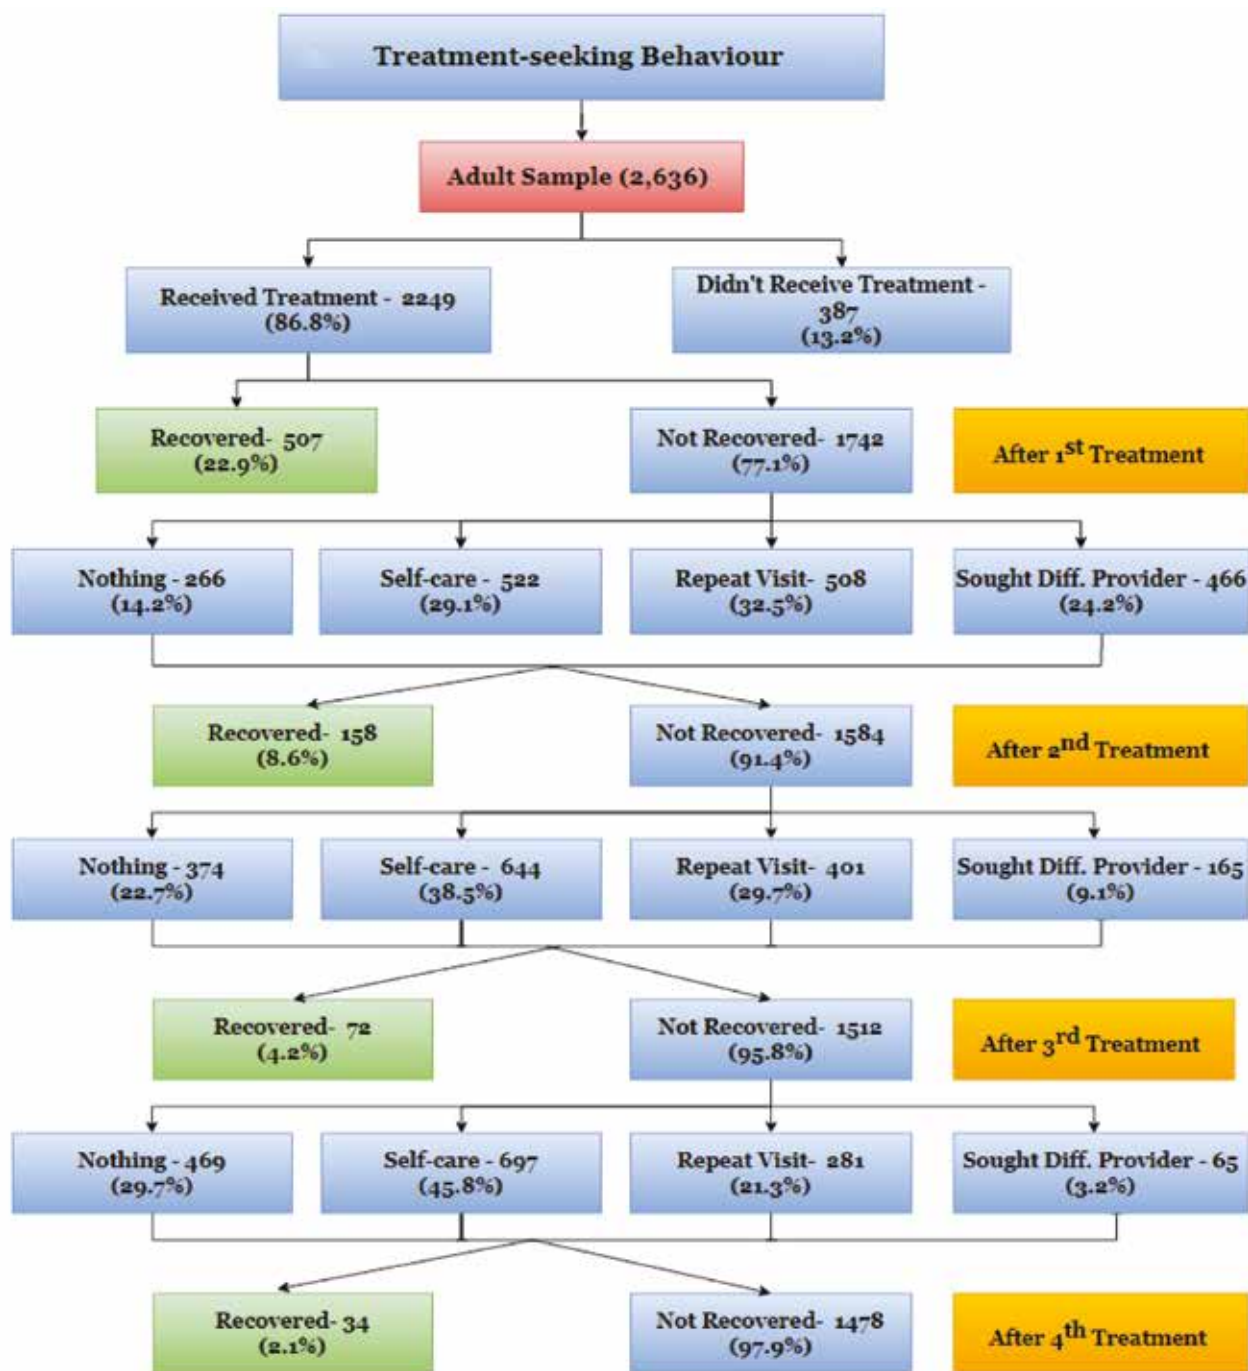 Treatment-seeking Behaviour
Adult Sample (2,636)
Received Treatment - 2249
(86.8%)
Didn't Receive Treatment -
387
(13.2%)
Recovered- 507
(22.9%)
Not Recovered- 1742
(77.1%)
After 1st Treatment
Nothing - 266
(14.2%)
Self-care - 522
(29.1%)
Repeat Visit- 508
(32.5%)
Sought Diff. Provider - 466
(24.2%)
Recovered- 158
(8.6%)
Not Recovered- 1584
(91.4%)
After 2nd Treatment
Nothing - 374
(22.7%)
Self-care - 644
(38.5%)
Repeat Visit- 401
(29.7%)
Sought Diff. Provider - 165
(9.1%)
Recovered- 72
(4.2%)
Not Recovered- 1512
(95.8%)
After 3rd Treatment
Nothing - 469
(29.7%)
Self-care - 697
(45.8%)
Repeat Visit- 281
(21.3%)
Sought Diff. Provider - 65
(3.2%)
Recovered- 34
(2.1%)
Not Recovered- 1478
(97.9%)
After 4th Treatment